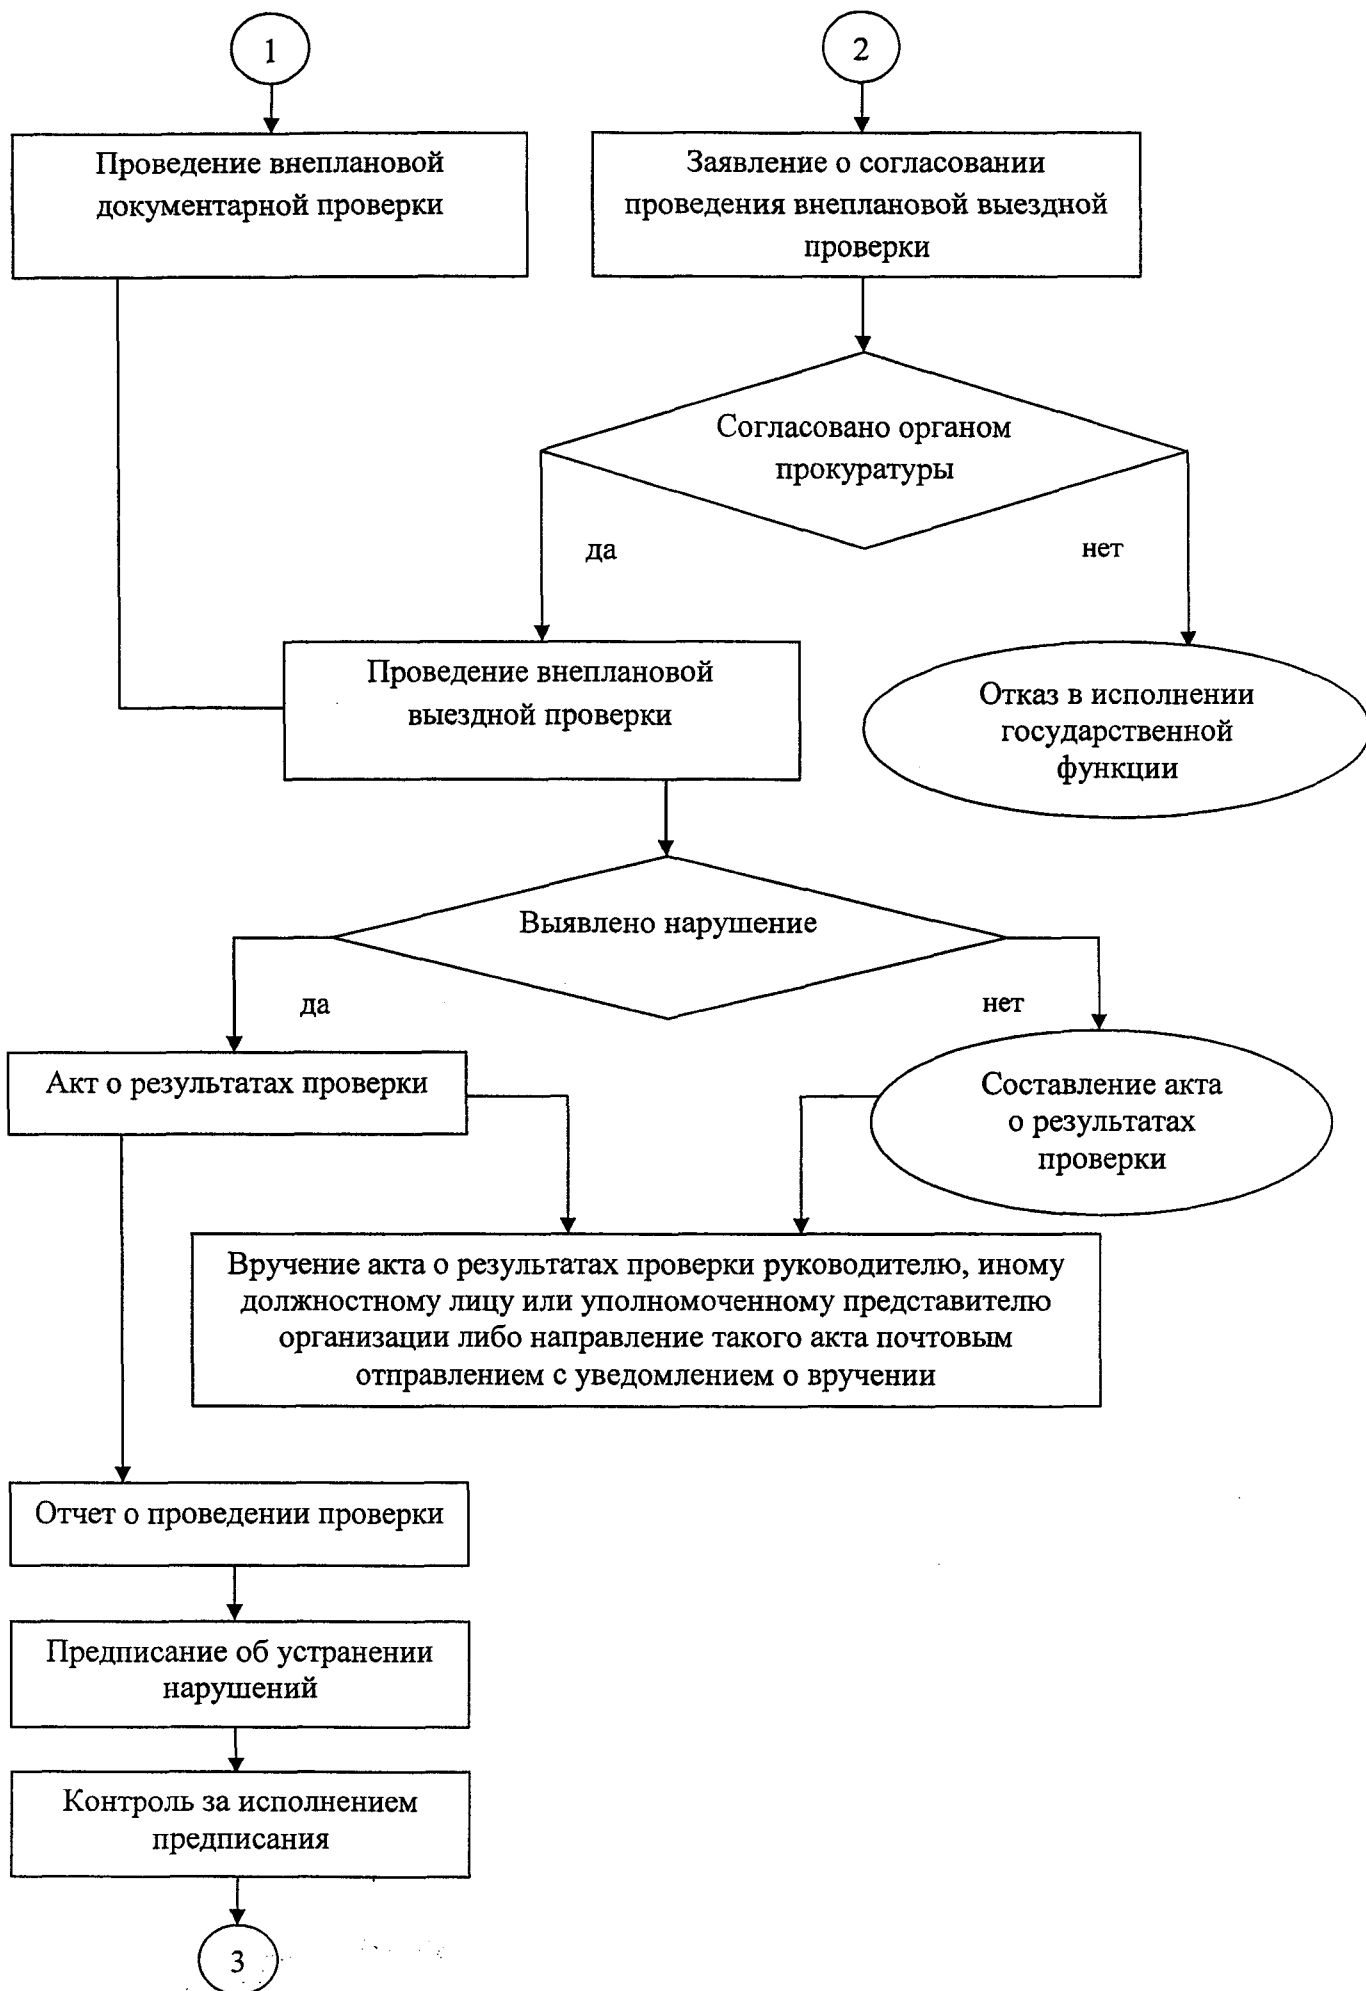 1
2
Проведение внеплановой
документарной проверки
Заявление о согласовании
проведения внеплановой выездной
проверки
Согласовано органом
прокуратуры
да
нет
Проведение внеплановой
выездной проверки
Отказ в исполнении
государственной
функции
Выявлено нарушение
да
нет
Акт о результатах проверки
Составление акта
о результатах
проверки
Вручение акта о результатах проверки руководителю, иному
должностному лицу или уполномоченному представителю
организации либо направление такого акта почтовым
отправлением с уведомлением о вручении
Отчет о проведении проверки
Предписание об устранении
нарушений
Контроль за исполнением
предписания
3